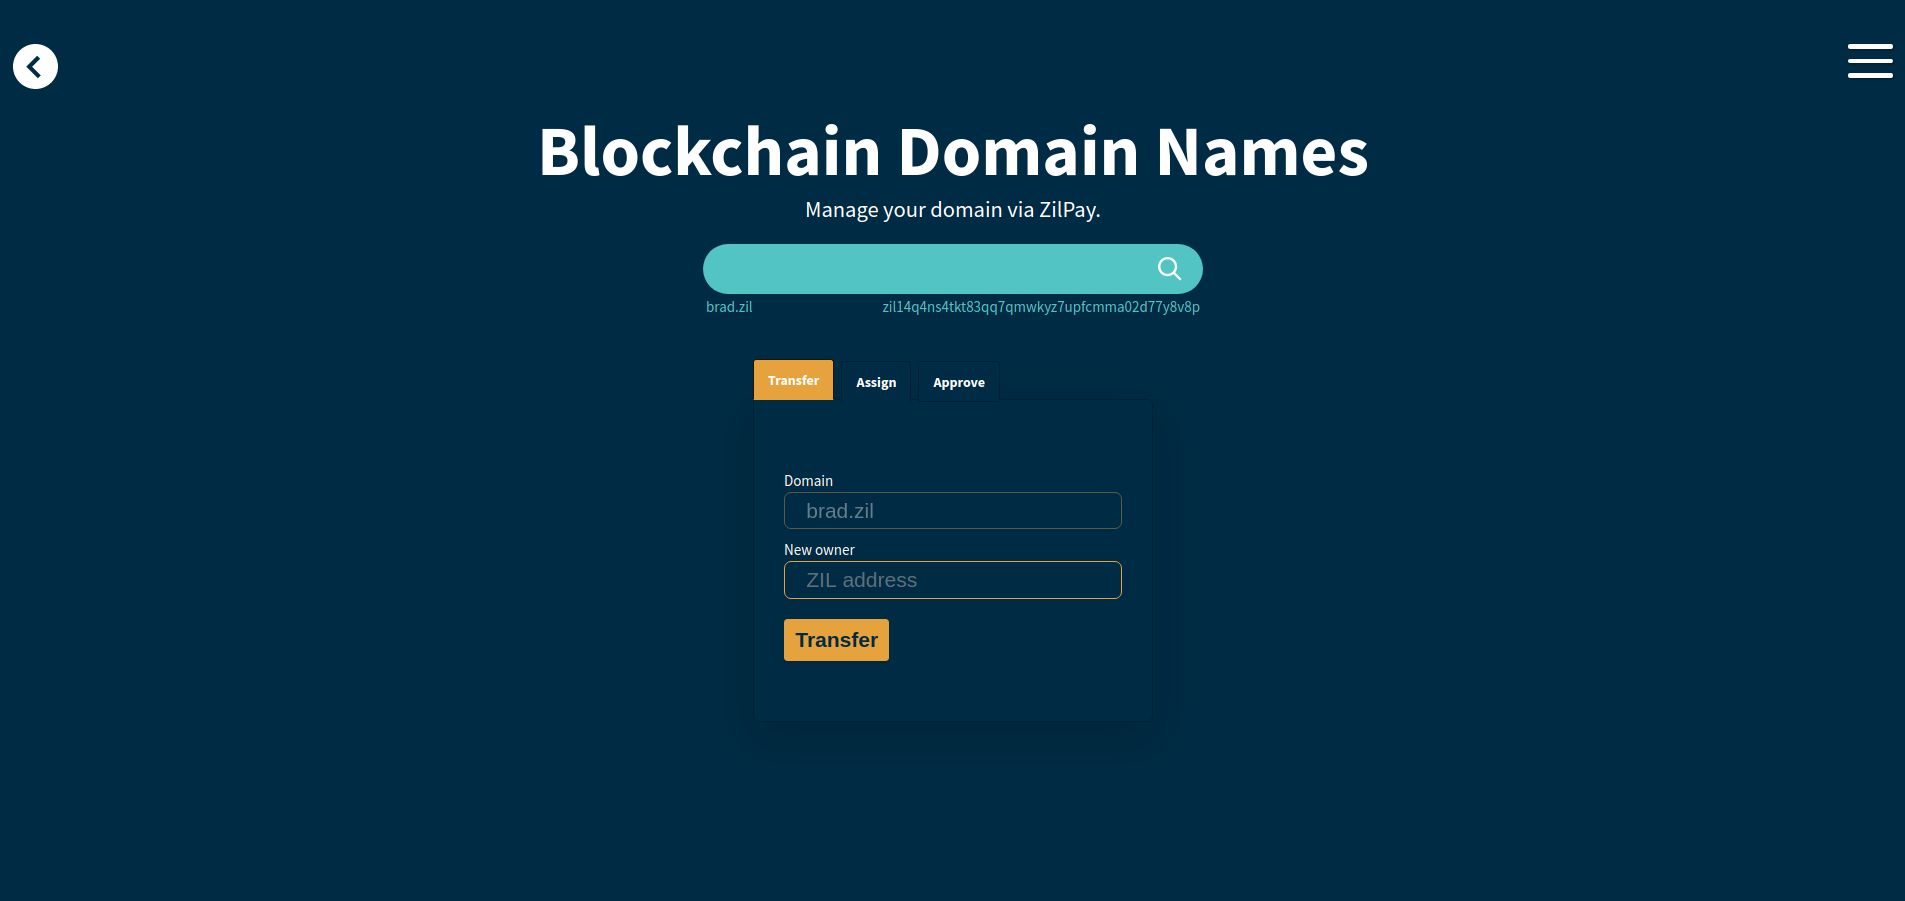 Blockchain Domain Names
Manage your domain via ZilPay.
brad.zil zil14q4ns4tkt83qq7qmwkyz7upfcmma02d77y8v8p
Transfer Assign Approve
Domain
brad.zil
New owner
ZIL address
Transfer